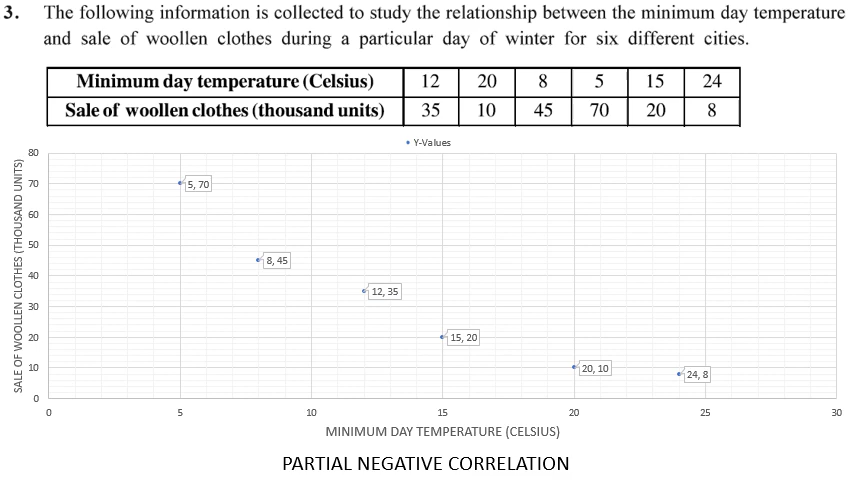 3. The following information is collected to study the relationship between the minimum day temperature
and sale of woollen clothes during a particular day of winter for six different cities.
Minimum day temperature (Celsius) 12 20 8 5 15 24
Sale of woollen clothes (thousand units) 35 10 45 70 20 8
Y-Values
SALE OF WOOLLEN CLOTHES (THOUSAND UNITS)
80
70
60
50
40
30
20
10
0
5, 70
8, 45
12, 35
15, 20
20, 10
24, 8
0 5 10 15 20 25 30
MINIMUM DAY TEMPERATURE (CELSIUS)
PARTIAL NEGATIVE CORRELATION